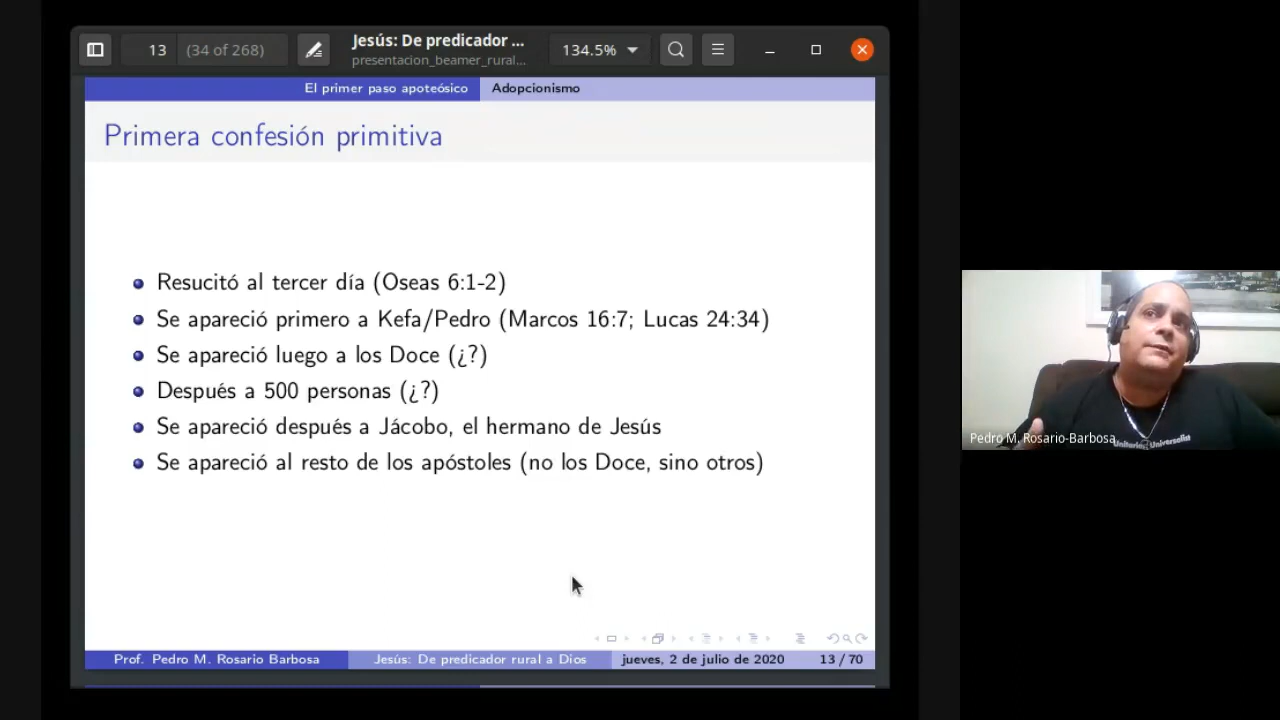 13
(34 of 268)
Jesús: De predicador ...
presentacion_beamer_rural...
134.5%
El primer paso apoteósico
Adopcionismo
Primera confesión primitiva
Resucitó al tercer día (Oseas 6:1-2)
Se apareció primero a Kefa/Pedro (Marcos 16:7; Lucas 24:34)
Se apareció luego a los Doce (¿?)
Después a 500 personas (¿?)
Se apareció después a Jácobo, el hermano de Jesús
Se apareció al resto de los apóstoles (no los Doce, sino otros)
Prof. Pedro M. Rosario Barbosa
Jesús: De predicador rural a Dios
jueves, 2 de julio de 2020
13 / 70
Pedro M. Rosario-Barbosa
Unitario Universalis